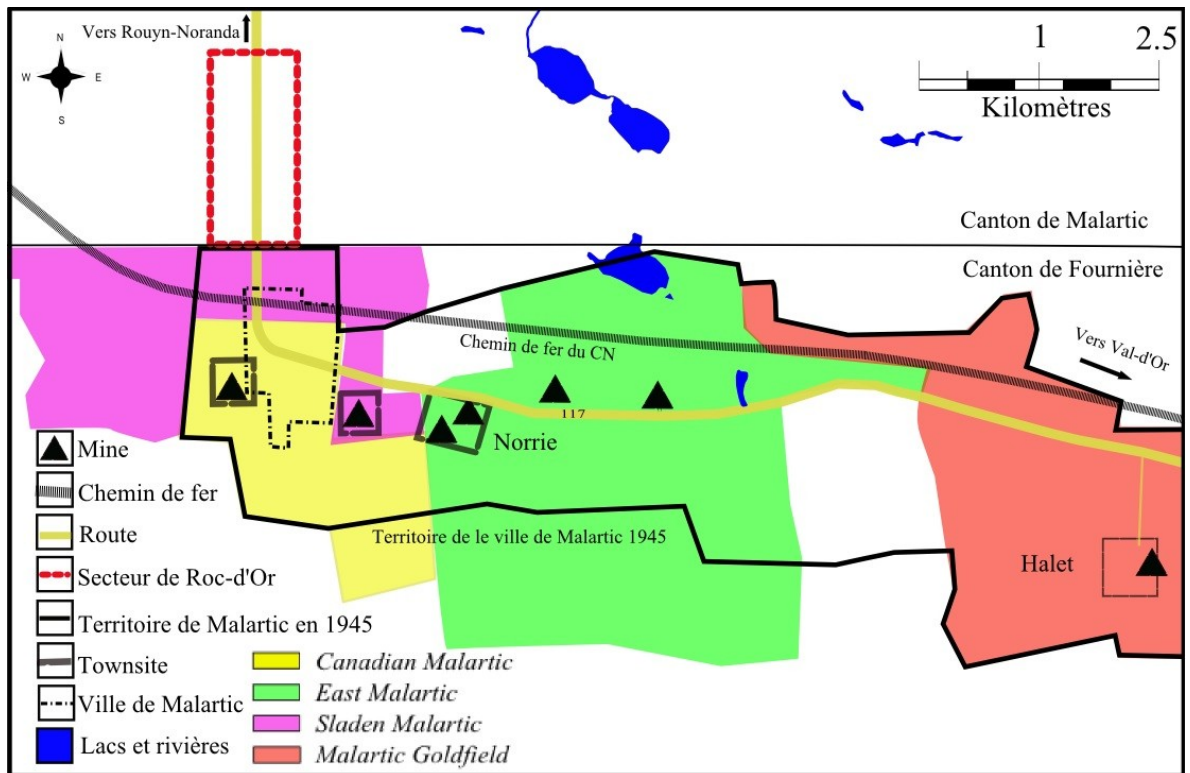 Vers Rouyn-Noranda
N
W E
S
1 2.5
Kilomètres
Canton de Malartic
Canton de Fournière
Chemin de fer du CN
Vers Val-d'Or
117
Norrie
Territoire de le ville de Malartic 1945
Halet
Mine
Chemin de fer
Route
Secteur de Roc-d'Or
Territoire de Malartic en 1945
Townsite
Ville de Malartic
Lacs et rivières
Canadian Malartic
East Malartic
Sladen Malartic
Malartic Goldfield